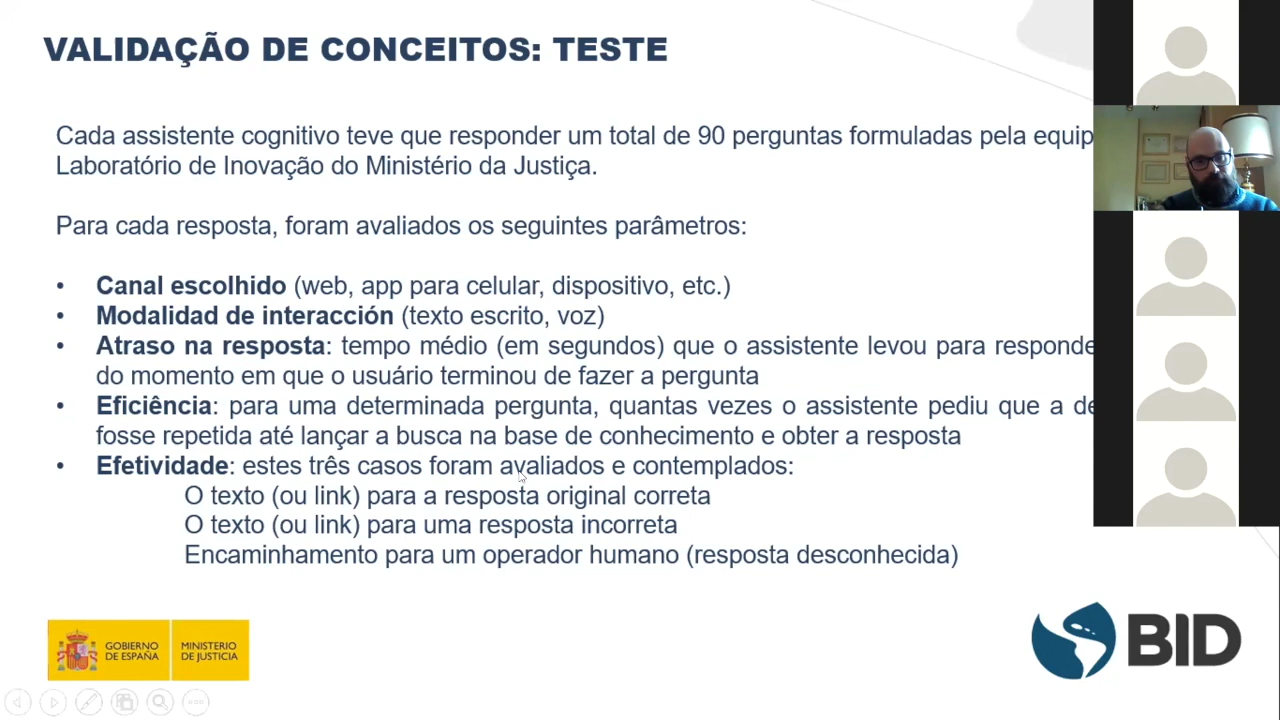 VALIDAÇÃO DE CONCEITOS: TESTE
Cada assistente cognitivo teve que responder um total de 90 perguntas formuladas pela equip
Laboratório de Inovação do Ministério da Justiça.
Para cada resposta, foram avaliados os seguintes parâmetros:
• Canal escolhido (web, app para celular, dispositivo, etc.)
• Modalidad de interacción (texto escrito, voz)
• Atraso na resposta: tempo médio (em segundos) que o assistente levou para responde
do momento em que o usuário terminou de fazer a pergunta
• Eficiência: para uma determinada pergunta, quantas vezes o assistente pediu que a de
fosse repetida até lançar a busca na base de conhecimento e obter a resposta
• Efetividade: estes três casos foram avaliados e contemplados:
O texto (ou link) para a resposta original correta
O texto (ou link) para uma resposta incorreta
Encaminhamento para um operador humano (resposta desconhecida)
GOBIERNO
DE ESPAÑA
MINISTERIO
DE JUSTICIA
BID